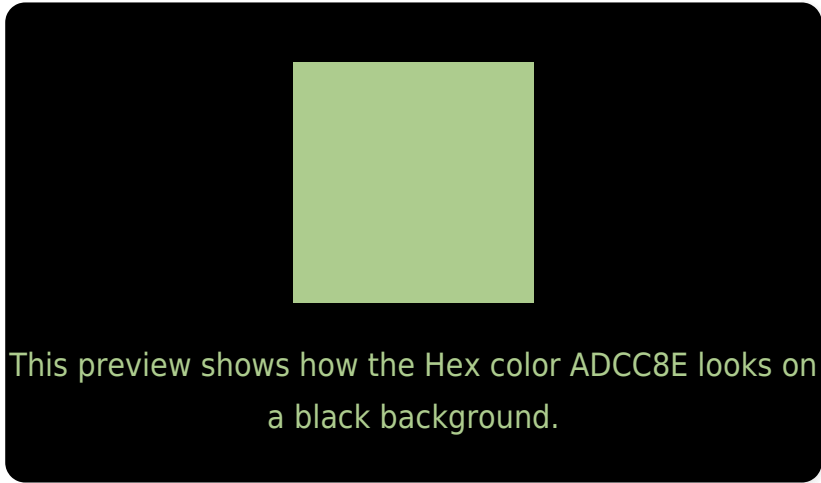 This preview shows how the Hex color ADCC8E looks on
a black background.